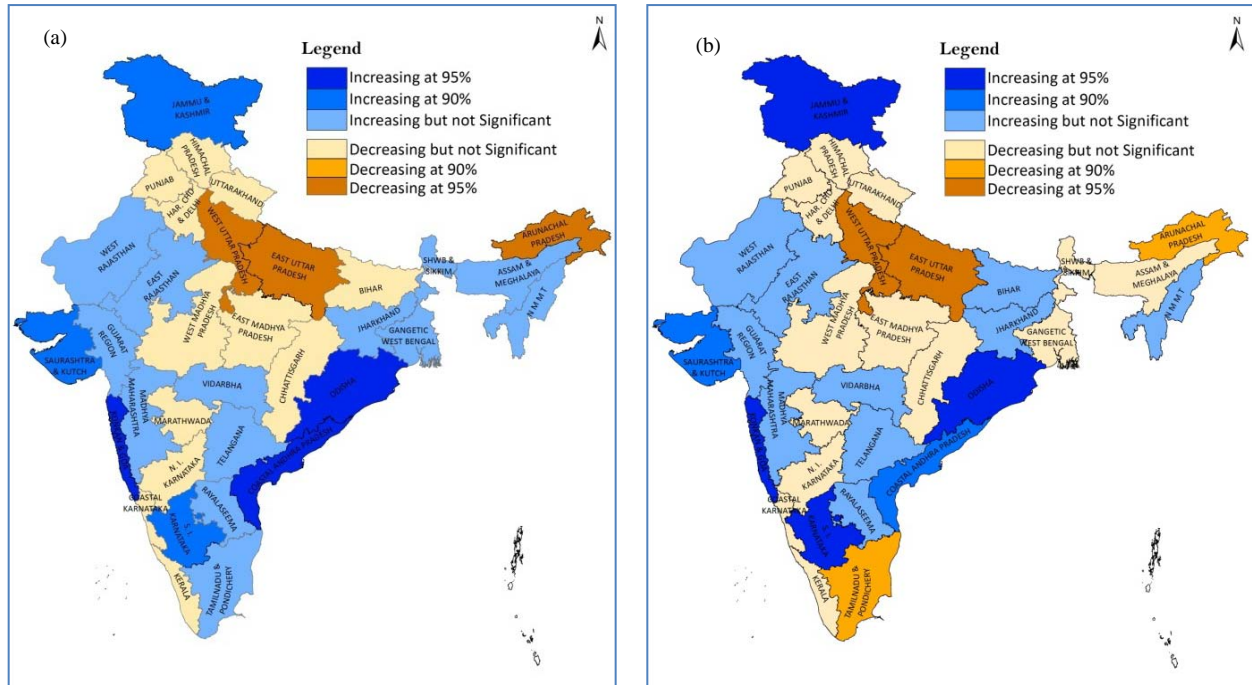 (a)
N
Legend
Increasing at 95%
Increasing at 90%
Increasing but not Significant
Decreasing but not Significant
Decreasing at 90%
Decreasing at 95%
JAMMU &
KASHMIR
HIMACHAL
PRADESH
PUNJAB
UTTARAKHAND
HAR. CHD
& DELHI
WEST
RAJASTHAN
EAST
RAJASTHAN
WEST UTTAR
PRADESH
EAST UTTAR
PRADESH
BIHAR
SHWB &
SIKKIM
ARUNACHAL
PRADESH
ASSAM &
MEGHALAYA
N M M T
JHARKHAND
GANGETIC
WEST BENGAL
GUJARAT
REGION
SAURASHTRA
& KUTCH
WEST MADHYA
PRADESH
EAST MADHYA
PRADESH
CHHATTISGARH
ODISHA
VIDARBHA
MADHYA
MAHARASHTRA
MARATHWADA
TELANGANA
COASTAL ANDHRA PRADESH
N. I.
KARNATAKA
COASTAL
KARNATAKA
RAYALASEEMA
S. I.
KARNATAKA
KERALA
TAMILNADU &
PONDICHERY
(b)
N
Legend
Increasing at 95%
Increasing at 90%
Increasing but not Significant
Decreasing but not Significant
Decreasing at 90%
Decreasing at 95%
JAMMU &
KASHMIR
HIMACHAL
PRADESH
PUNJAB
UTTARAKHAND
HAR. CHD
& DELHI
WEST
RAJASTHAN
EAST
RAJASTHAN
WEST UTTAR
PRADESH
EAST UTTAR
PRADESH
BIHAR
SHWB &
SIKKIM
ARUNACHAL
PRADESH
ASSAM &
MEGHALAYA
N M M T
JHARKHAND
GANGETIC
WEST BENGAL
GUJARAT
REGION
SAURASHTRA
& KUTCH
WEST MADHYA
PRADESH
EAST MADHYA
PRADESH
CHHATTISGARH
ODISHA
VIDARBHA
MADHYA
MAHARASHTRA
MARATHWADA
TELANGANA
COASTAL ANDHRA PRADESH
N. I.
KARNATAKA
COASTAL
KARNATAKA
RAYALASEEMA
S. I.
KARNATAKA
KERALA
TAMILNADU &
PONDICHERY